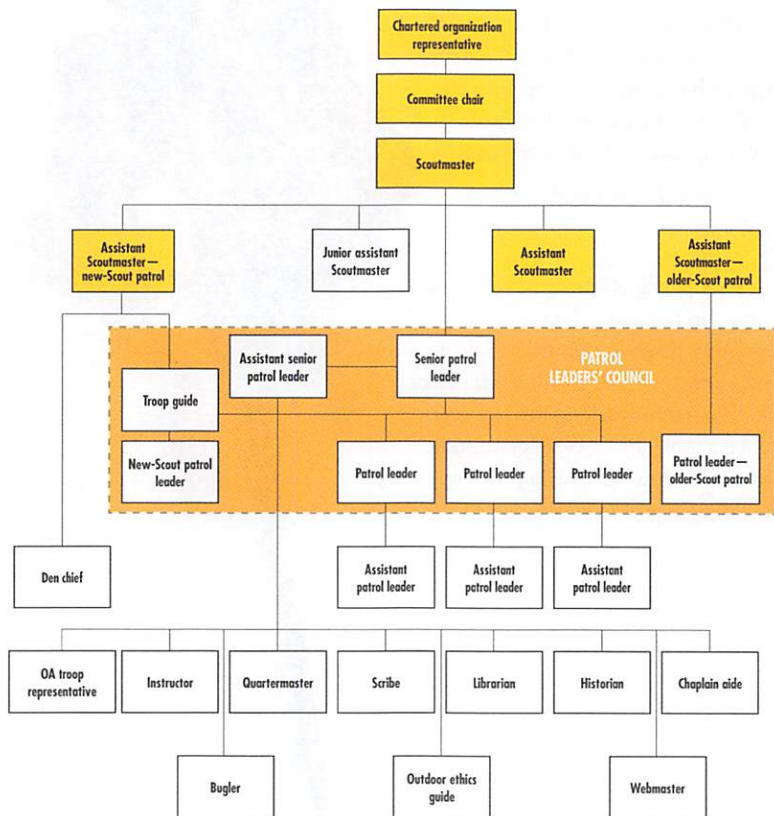 Chartered organization
representative
Committee chair
Scoutmaster
Assistant
Scoutmaster—
new-Scout patrol
Junior assistant
Scoutmaster
Assistant
Scoutmaster
Assistant
Scoutmaster—
older-Scout patrol
Assistant senior
patrol leader
Senior patrol
leader
PATROL
LEADERS' COUNCIL
Troop guide
New-Scout patrol
leader
Patrol leader
Patrol leader
Patrol leader
Patrol leader—
older-Scout patrol
Den chief
Assistant
patrol leader
Assistant
patrol leader
Assistant
patrol leader
OA troop
representative
Instructor
Quartermaster
Scribe
Librarian
Historian
Chaplain aide
Bugler
Outdoor ethics
guide
Webmaster